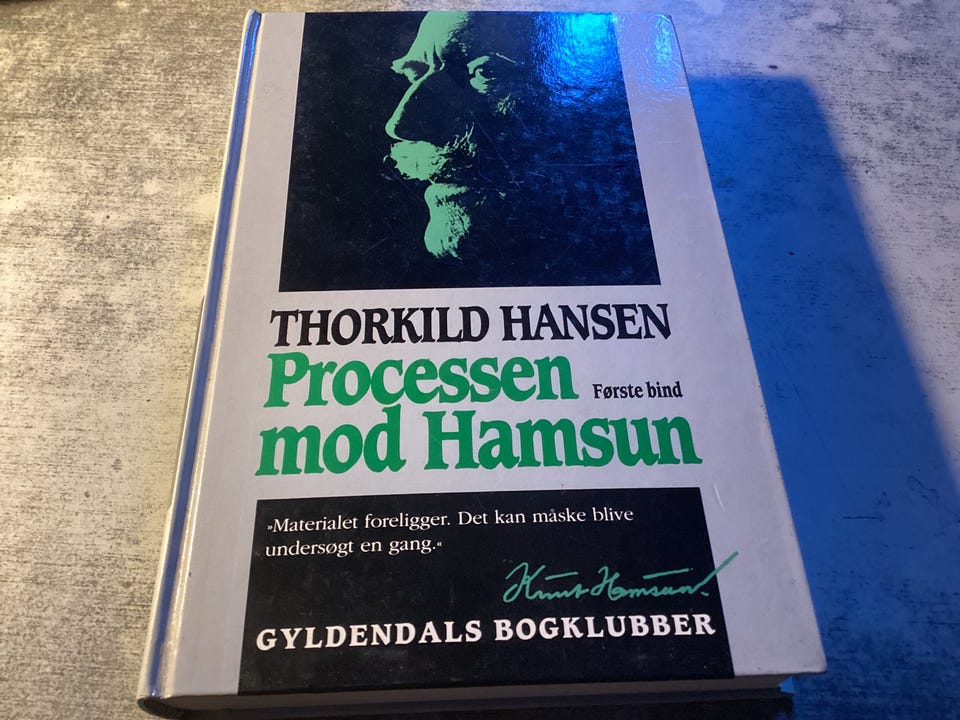 THORKILD HANSEN
Processen Første bind
mod Hamsun
»Materialet foreligger. Det kan måske blive
undersøgt en gang.«
Knut Hamsun.
GYLDENDALS BOGKLUBBER